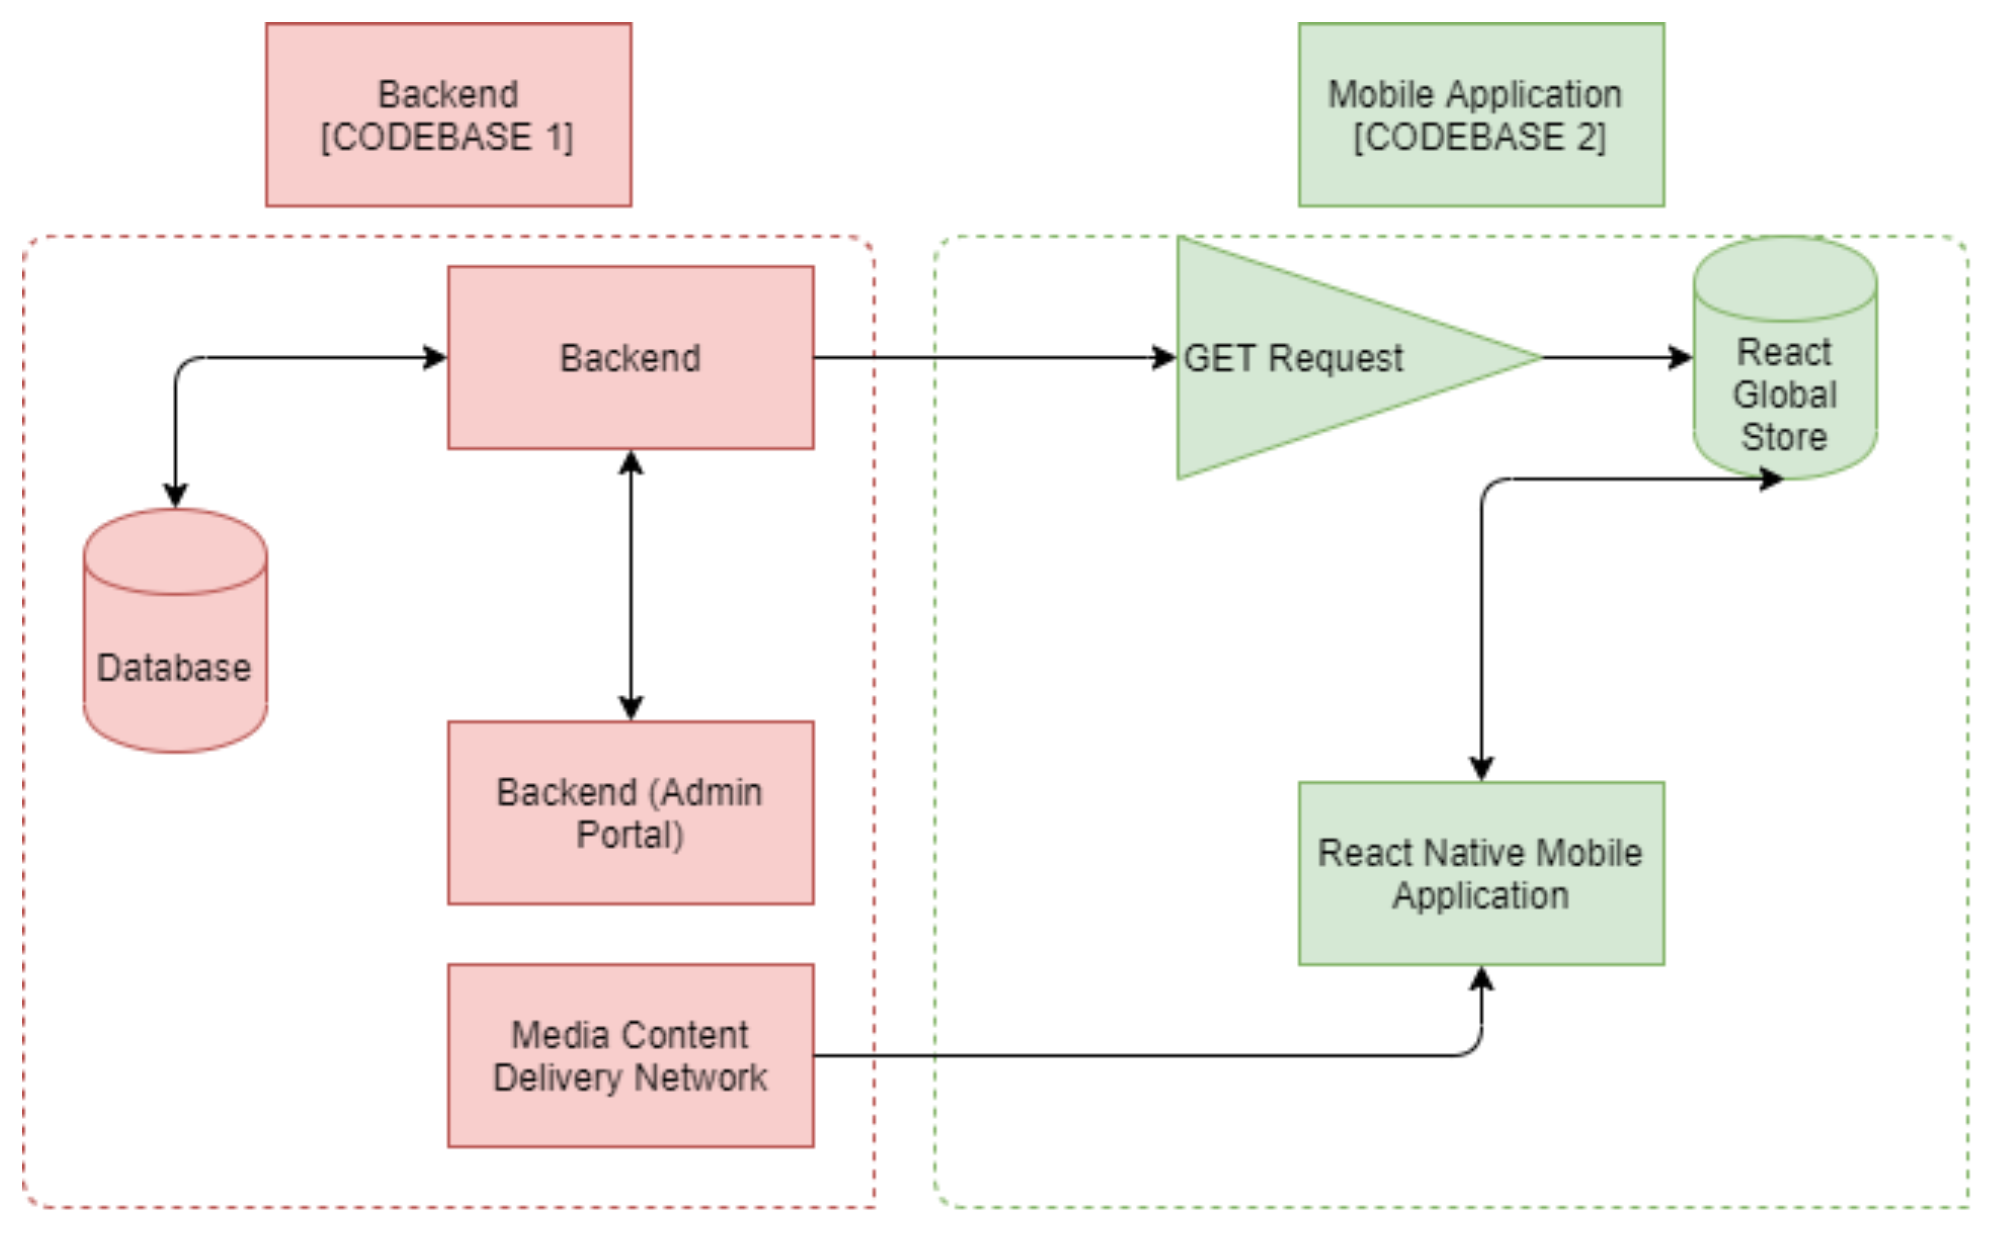 Backend
[CODEBASE 1]
Mobile Application
[CODEBASE 2]
Backend
GET Request
React
Global
Store
Database
Backend (Admin
Portal)
React Native Mobile
Application
Media Content
Delivery Network